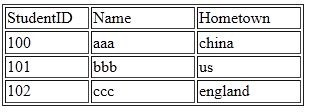 StudentID Name Hometown
100 aaa china
101 bbb us
102 ccc england